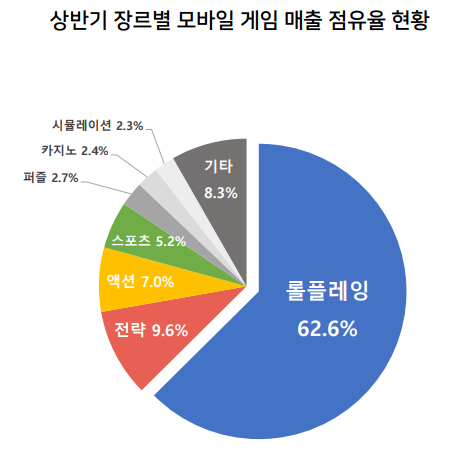 상반기 장르별 모바일 게임 매출 점유율 현황
시뮬레이션 2.3%
카지노 2.4%
퍼즐 2.7%
기타
8.3%
스포츠 5.2%
액션 7.0%
전략 9.6%
롤플레잉
62.6%